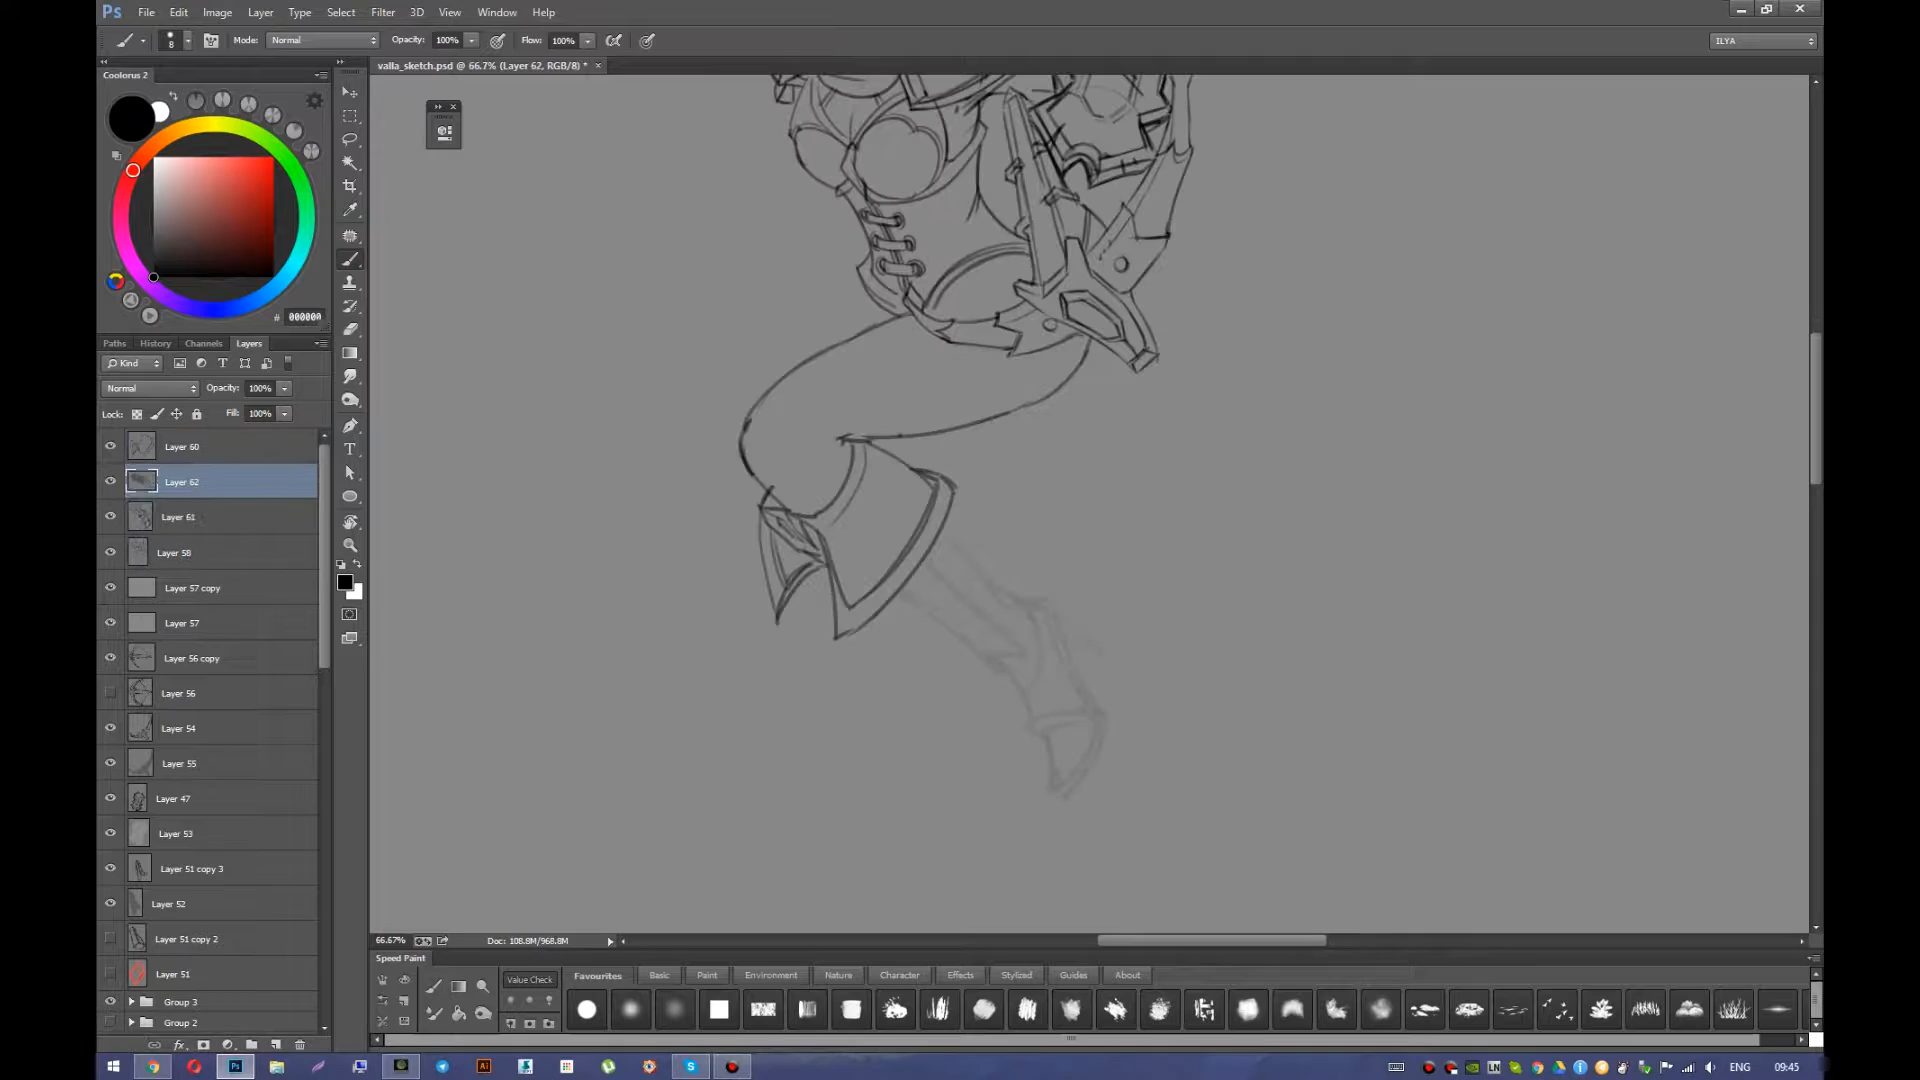 Ps File Edit Image Layer Type Select Filter 3D View Window Help
8 Mode: Normal Opacity: 100% Flow: 100% ILYA
Coolorus 2 valla_sketch.psd @ 66.7% (Layer 62, RGB/8) * ×
# 000000
Paths History Channels Layers
Kind
Normal Opacity: 100%
Lock: Fill: 100%
Layer 60
Layer 62
Layer 61
Layer 58
Layer 57 copy
Layer 57
Layer 56 copy
Layer 56
Layer 54
Layer 55
Layer 47
Layer 53
Layer 51 copy 3
Layer 52
Layer 51 copy 2
Layer 51
Group 3
Group 2
66.67% Doc: 108.8M/968.8M
Speed Paint
Value Check Favourites Basic Paint Environment Nature Character Effects Stylized Guides About
fx
Ps Ai S LN ENG 09:45